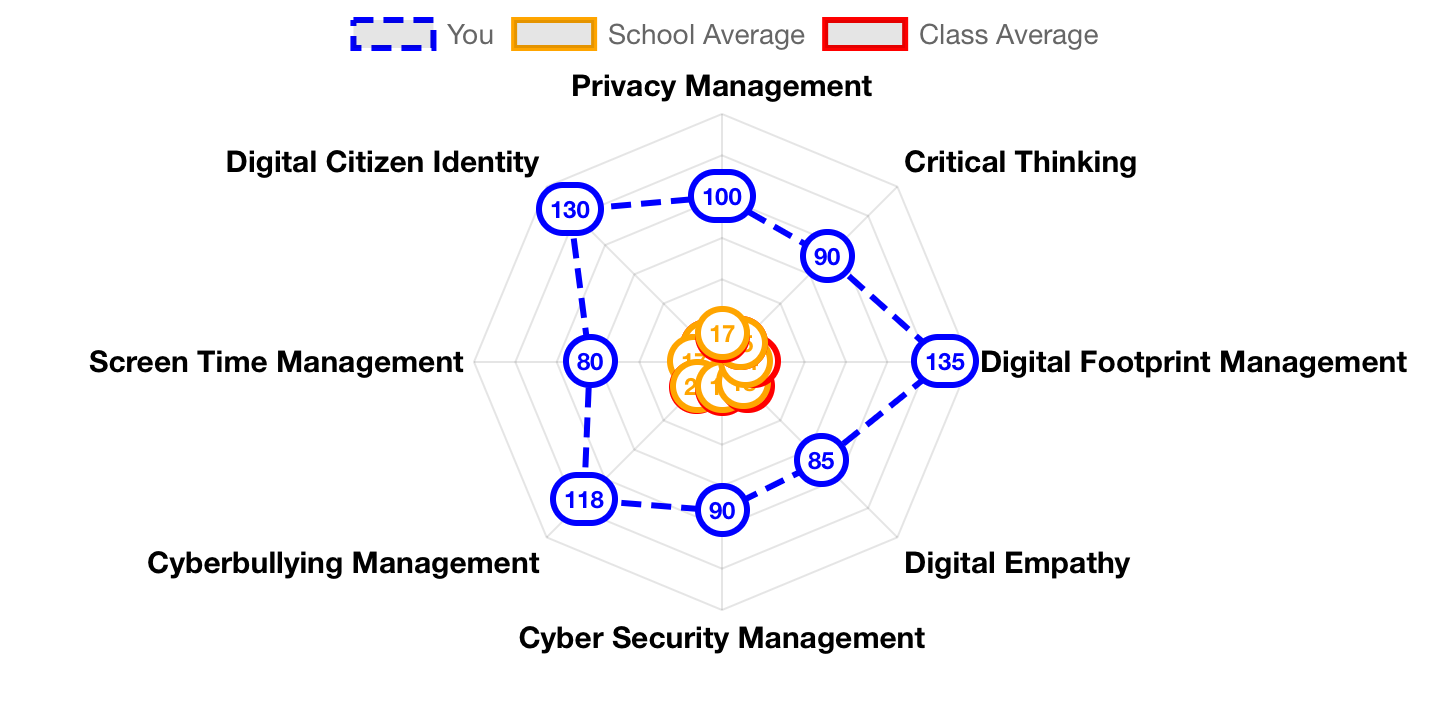 You School Average Class Average
Privacy Management
Digital Citizen Identity Critical Thinking
130 100
90
17
Screen Time Management 80 135 Digital Footprint Management
85
118 90
Cyberbullying Management Digital Empathy
Cyber Security Management